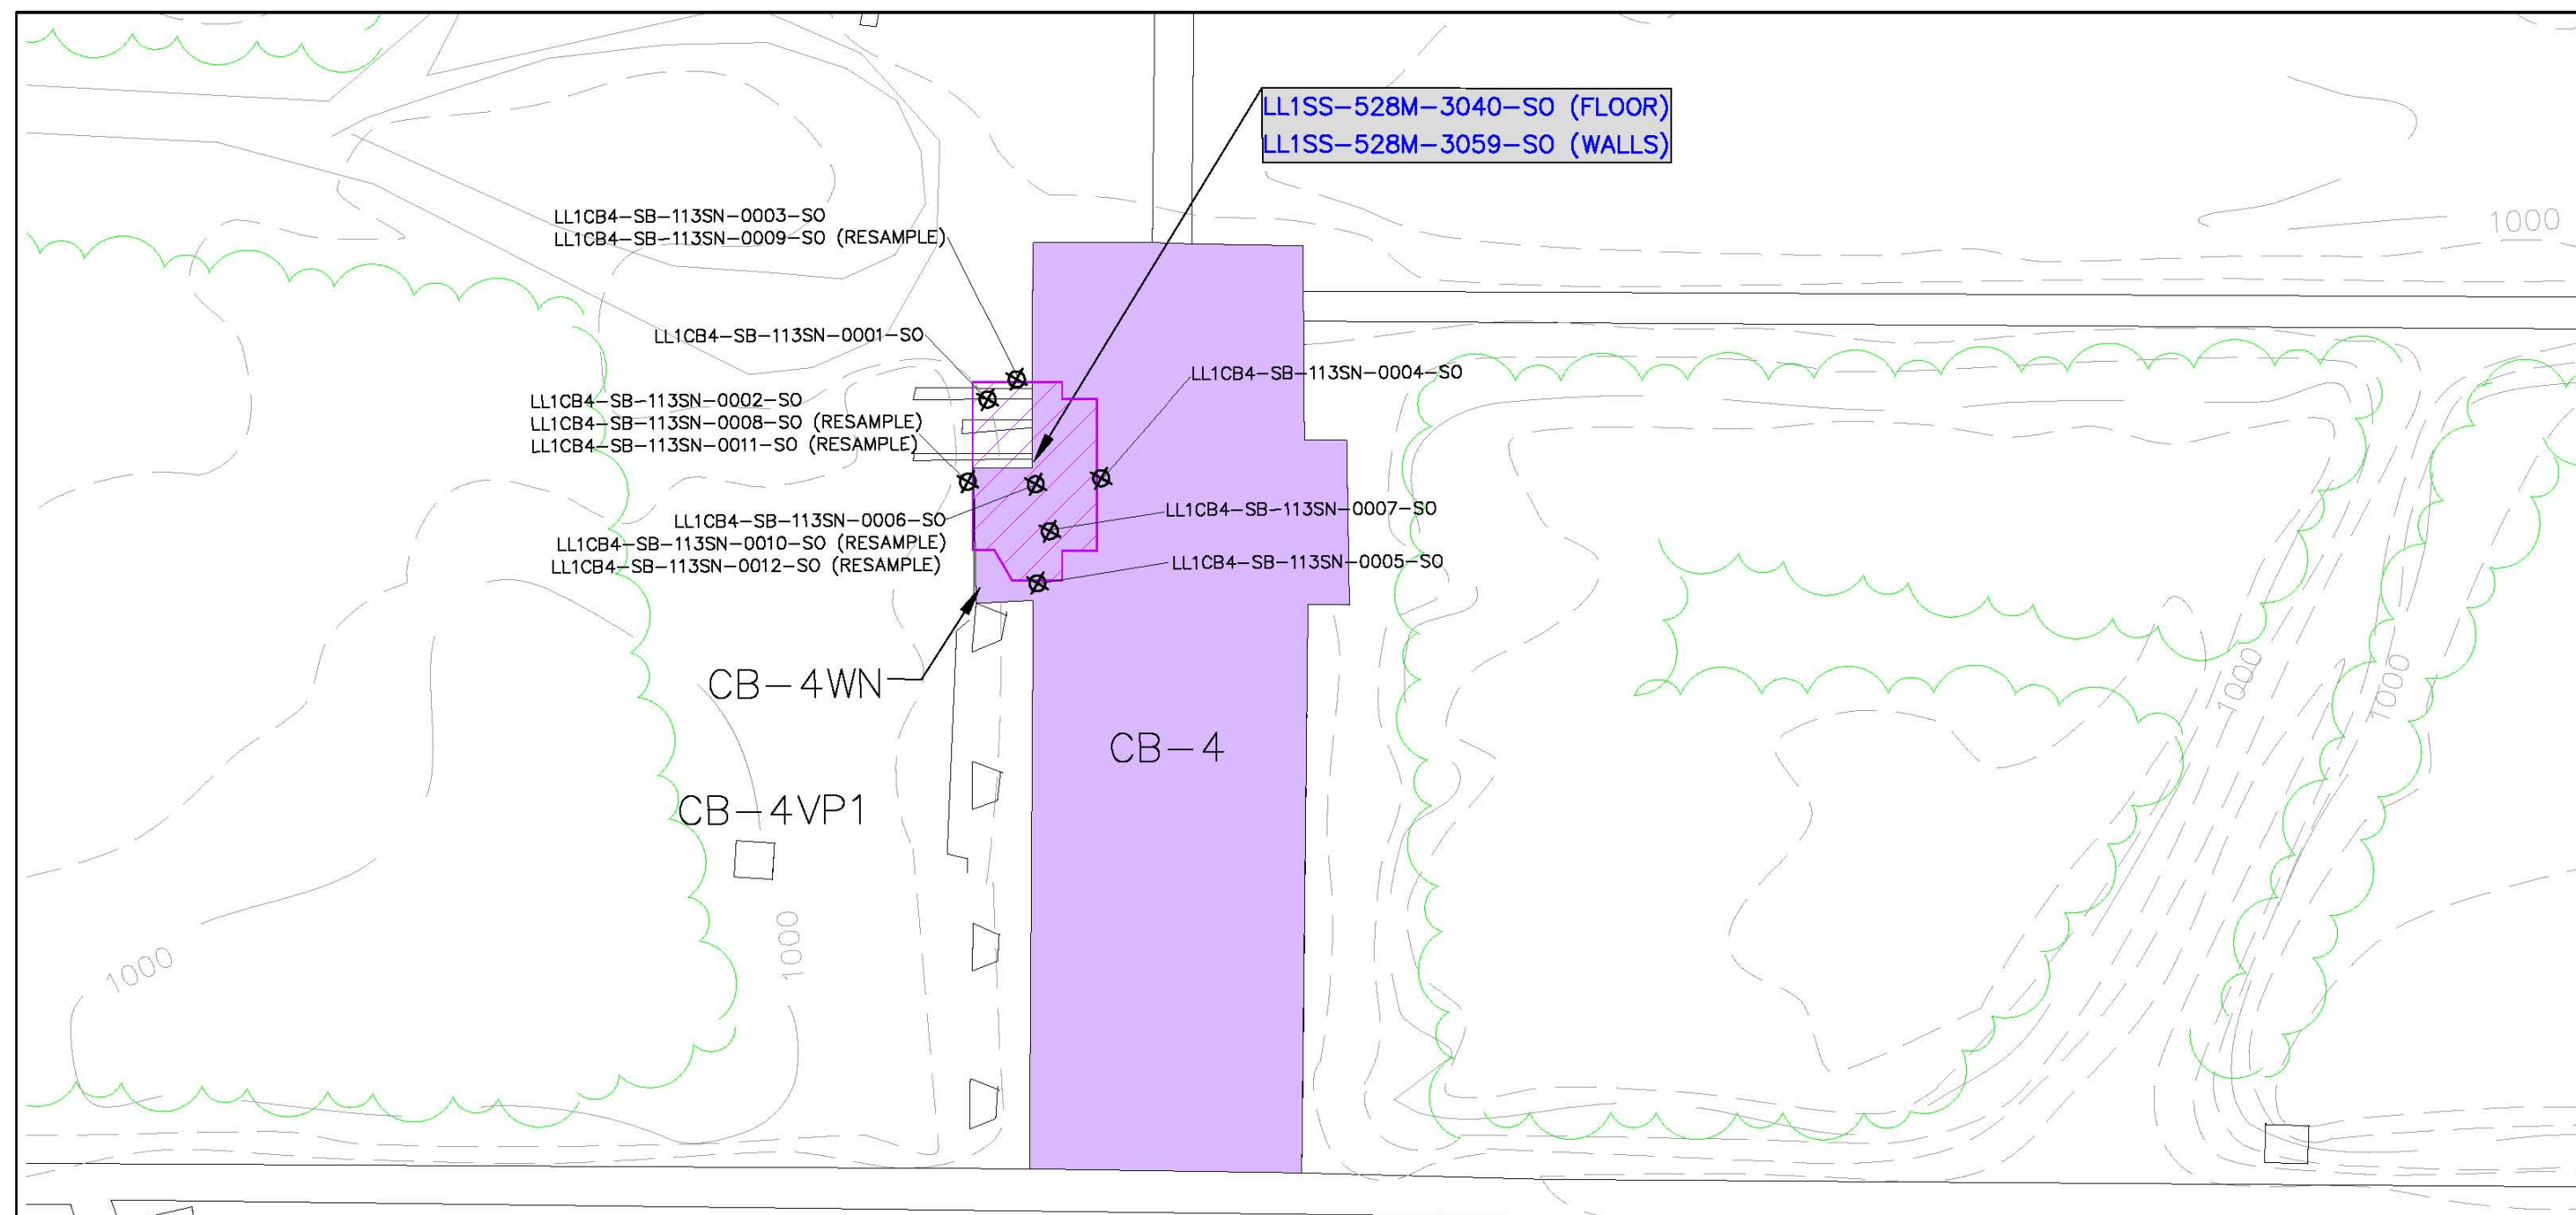 LL1SS-528M-3040-SO (FLOOR)
LL1SS-528M-3059-SO (WALLS)
1000
LL1CB4-SB-113SN-0003-SO
LL1CB4-SB-113SN-0009-SO (RESAMPLE)
LL1CB4-SB-113SN-0001-SO
LL1CB4-SB-113SN-0004-SO
LL1CB4-SB-113SN-0002-SO
LL1CB4-SB-113SN-0008-SO (RESAMPLE)
LL1CB4-SB-113SN-0011-SO (RESAMPLE)
LL1CB4-SB-113SN-0007-SO
LL1CB4-SB-113SN-0006-SO
LL1CB4-SB-113SN-0010-SO (RESAMPLE)
LL1CB4-SB-113SN-0012-SO (RESAMPLE)
LL1CB4-SB-113SN-0005-SO
CB-4WN
1000
1000
CB-4
CB-4VP1
1000
1000